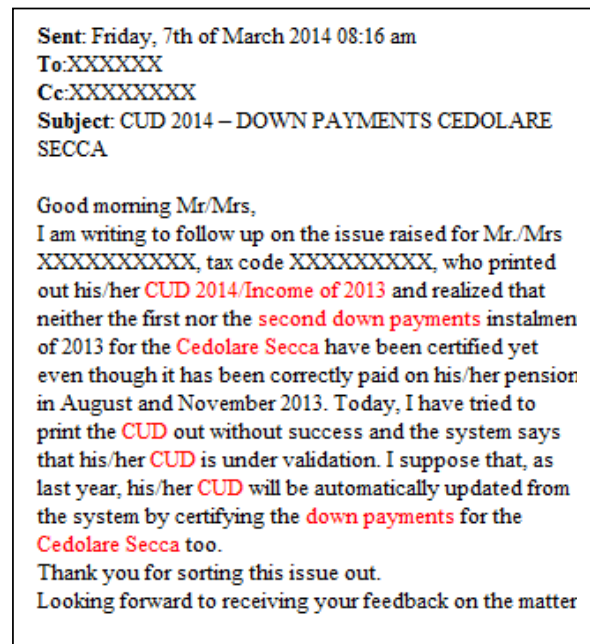 Sent: Friday, 7th of March 2014 08:16 am
To:XXXXXX
Cc:XXXXXXXX
Subject: CUD 2014 – DOWN PAYMENTS CEDOLARE
SECCA
Good morning Mr/Mrs,
I am writing to follow up on the issue raised for Mr./Mrs
XXXXXXXXXX, tax code XXXXXXXXX, who printed
out his/her CUD 2014/Income of 2013 and realized that
neither the first nor the second down payments instalmen
of 2013 for the Cedolare Secca have been certified yet
even though it has been correctly paid on his/her pension
in August and November 2013. Today, I have tried to
print the CUD out without success and the system says
that his/her CUD is under validation. I suppose that, as
last year, his/her CUD will be automatically updated from
the system by certifying the down payments for the
Cedolare Secca too.
Thank you for sorting this issue out.
Looking forward to receiving your feedback on the matter